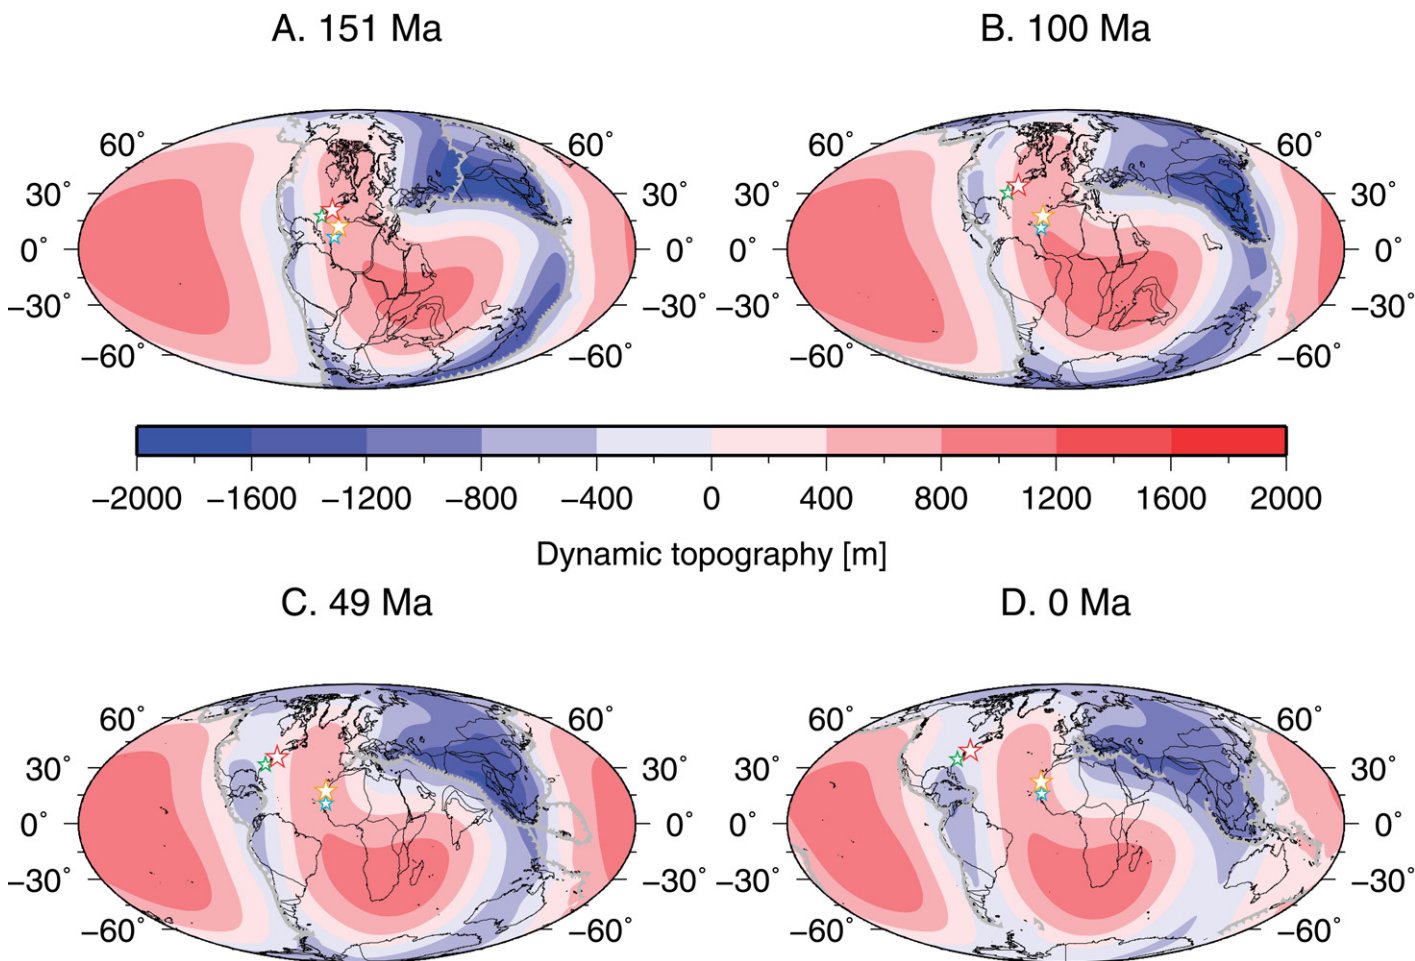 A. 151 Ma
B. 100 Ma
60° 60° 60° 60°
30° 30° 30° 30°
0° 0° 0° 0°
−30° −30° −30° −30°
−60° −60° −60° −60°
−2000 −1600 −1200 −800 −400 0 400 800 1200 1600 2000
Dynamic topography [m]
C. 49 Ma
D. 0 Ma
60° 60° 60° 60°
30° 30° 30° 30°
0° 0° 0° 0°
−30° −30° −30° −30°
−60° −60° −60° −60°